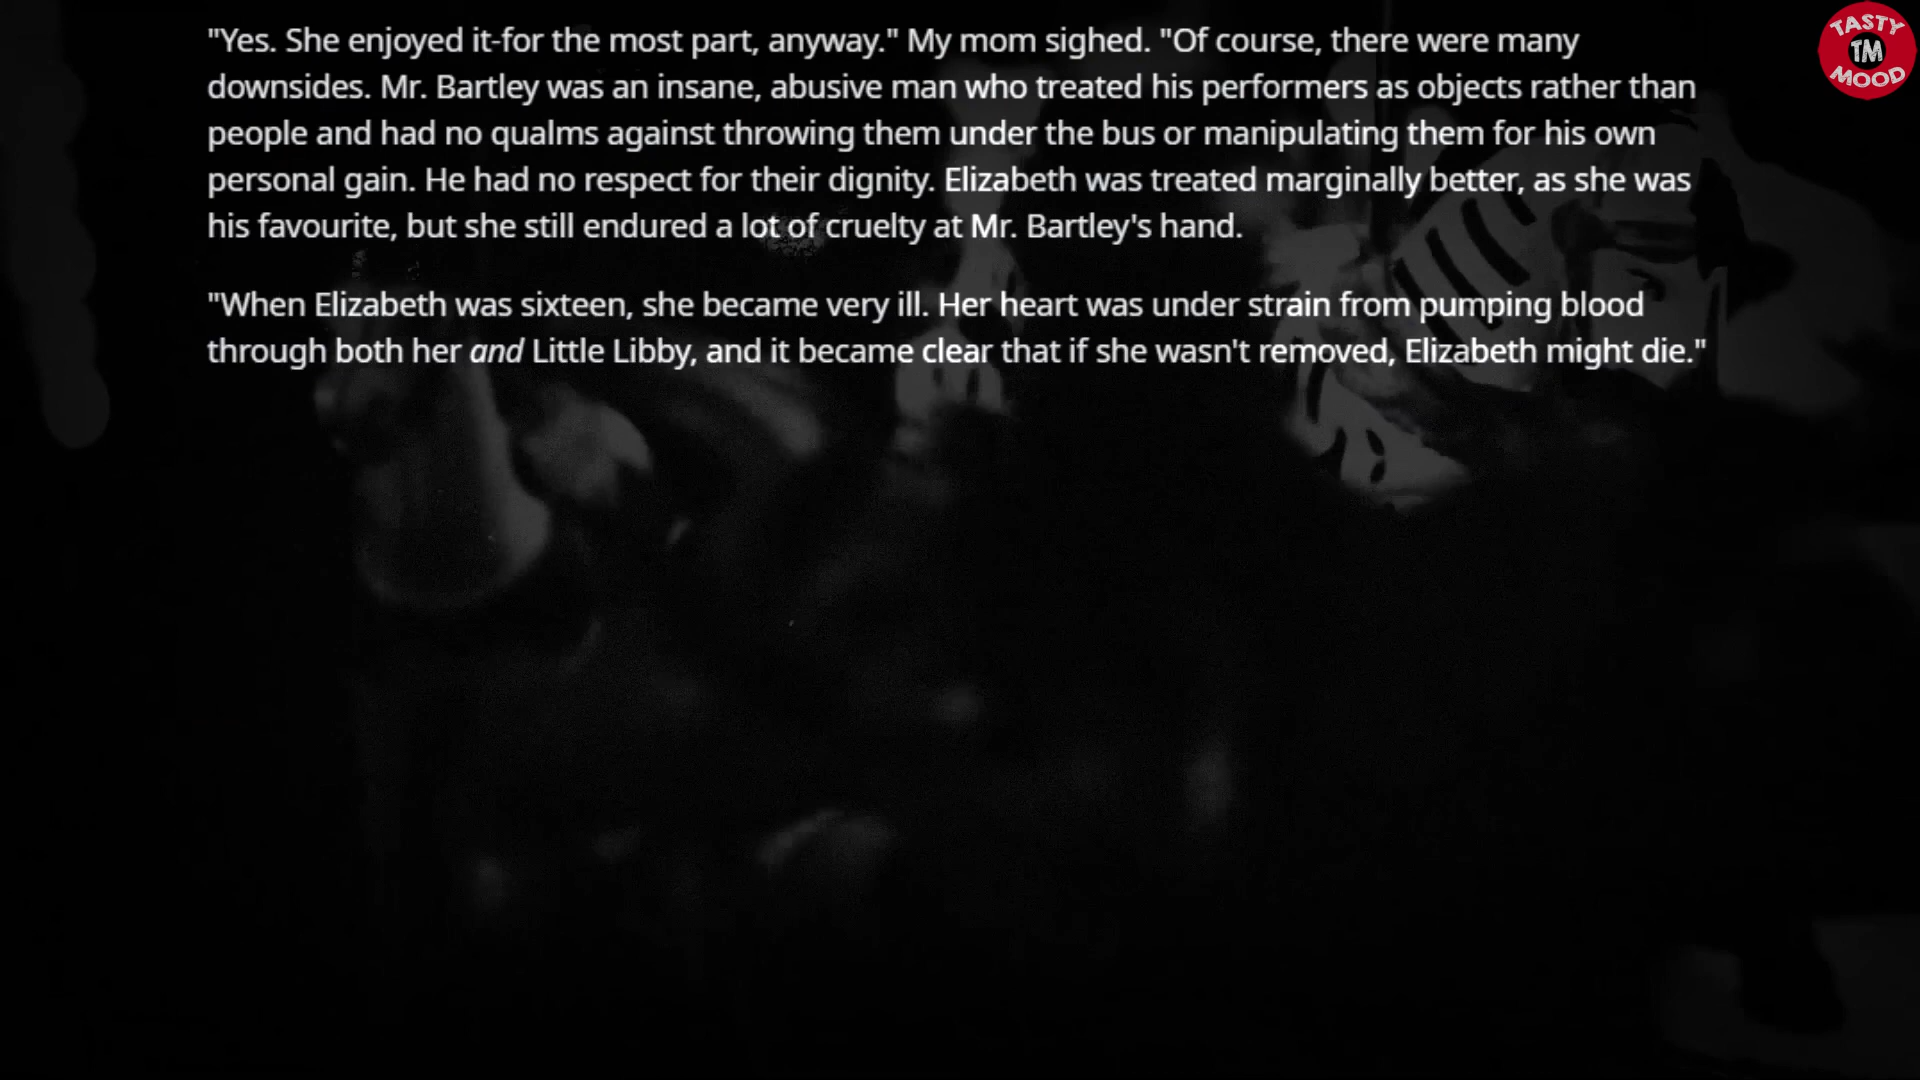 "Yes. She enjoyed it-for the most part, anyway." My mom sighed. "Of course, there were many
downsides. Mr. Bartley was an insane, abusive man who treated his performers as objects rather than
people and had no qualms against throwing them under the bus or manipulating them for his own
personal gain. He had no respect for their dignity. Elizabeth was treated marginally better, as she was
his favourite, but she still endured a lot of cruelty at Mr. Bartley's hand.
"When Elizabeth was sixteen, she became very ill. Her heart was under strain from pumping blood
through both her and Little Libby, and it became clear that if she wasn't removed, Elizabeth might die."
TASTY
TM
MOOD